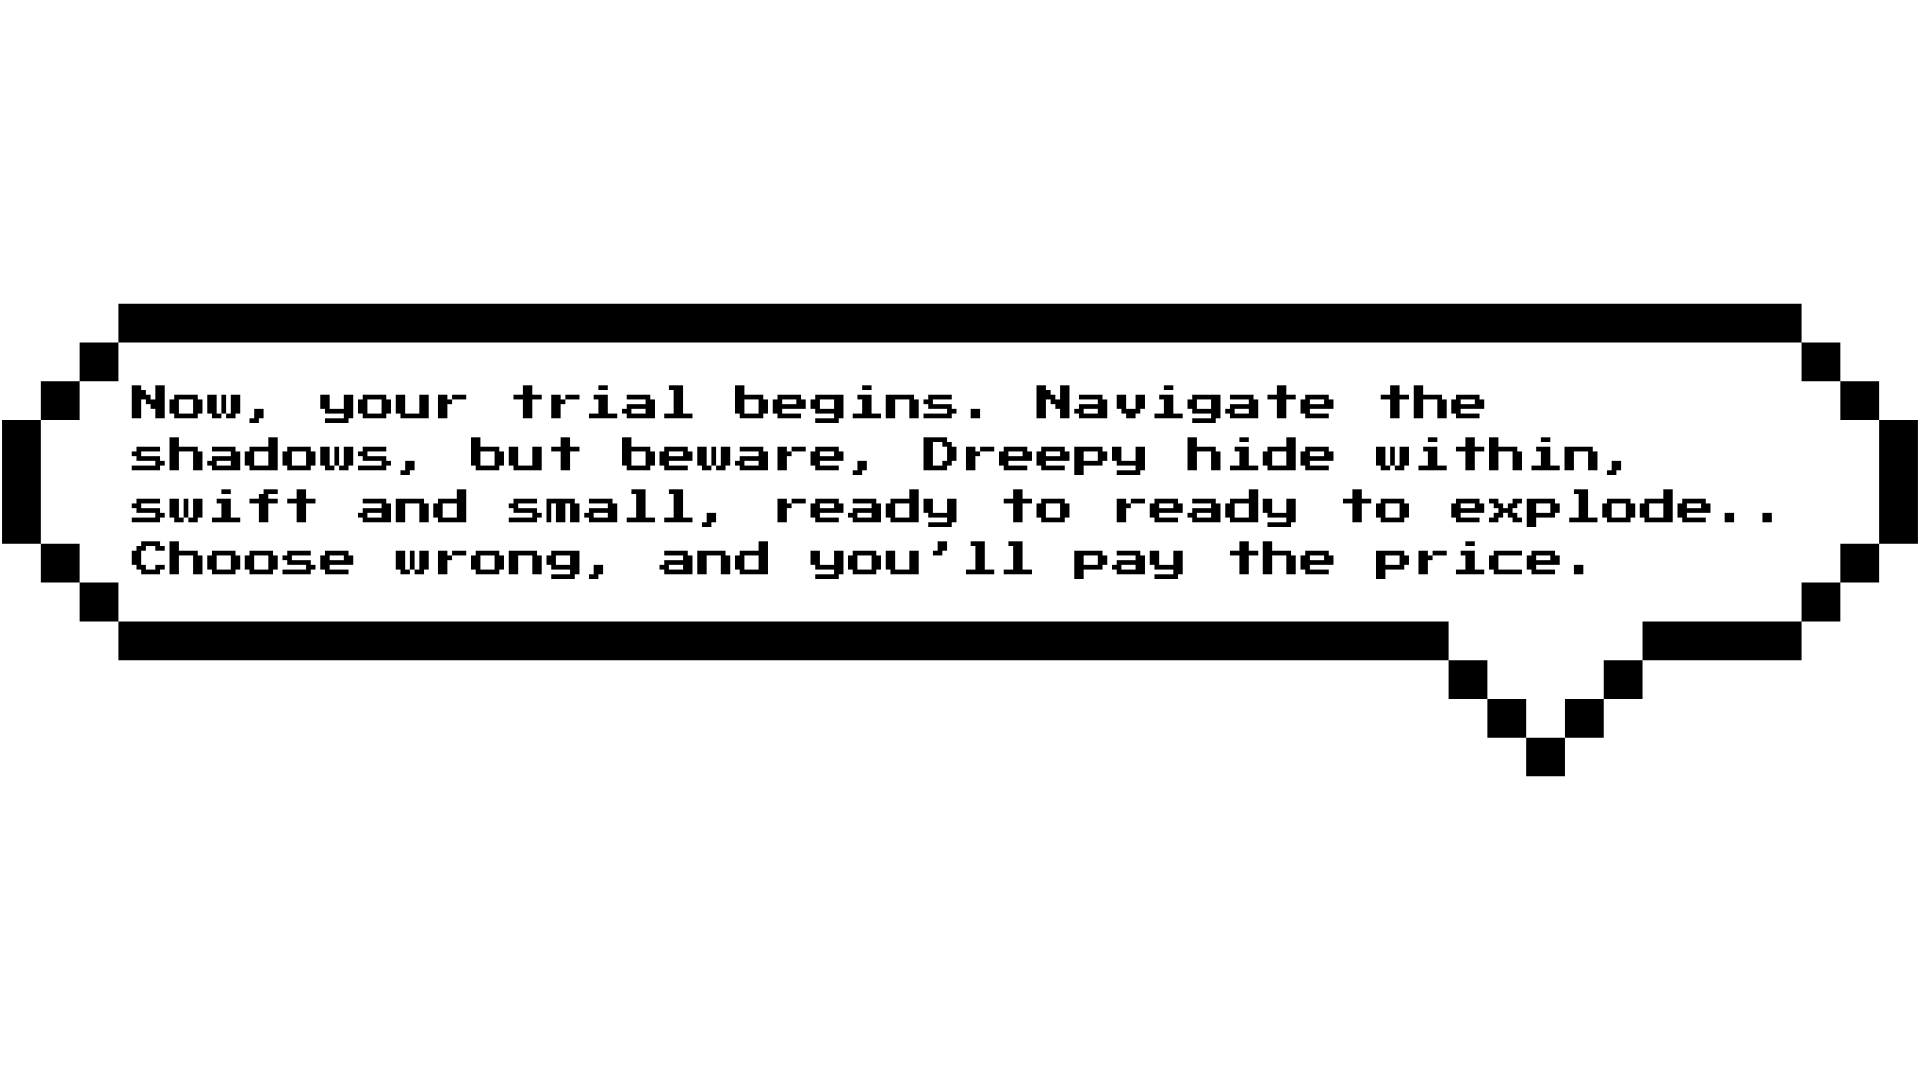 Now, your trial begins. Navigate the
shadows, but beware, Dreepy hide within,
swift and small, ready to ready to explode..
Choose wrong, and you'll pay the price.